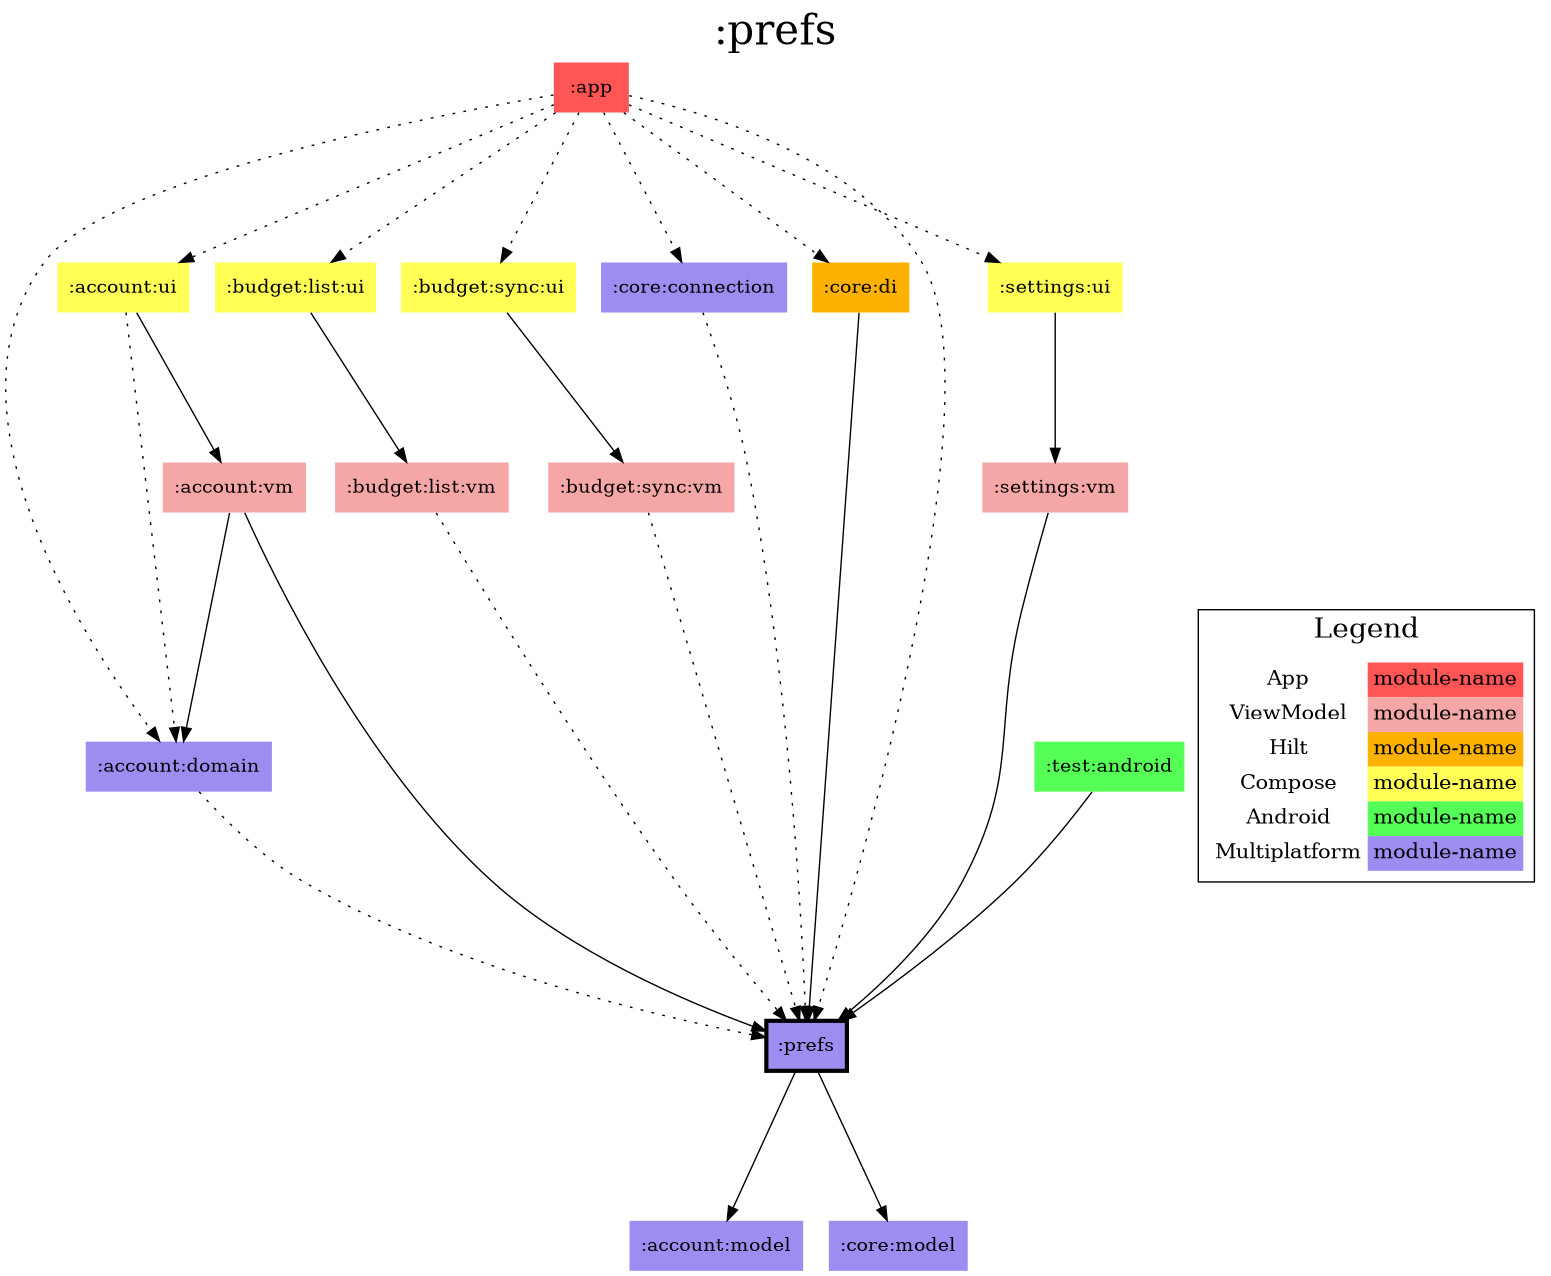 :prefs
:app
:account:ui
:budget:list:ui
:budget:sync:ui
:core:connection
:core:di
:settings:ui
:account:vm
:budget:list:vm
:budget:sync:vm
:settings:vm
:account:domain
:test:android
Legend
App module-name
ViewModel module-name
Hilt module-name
Compose module-name
Android module-name
Multiplatform module-name
:prefs
:account:model
:core:model